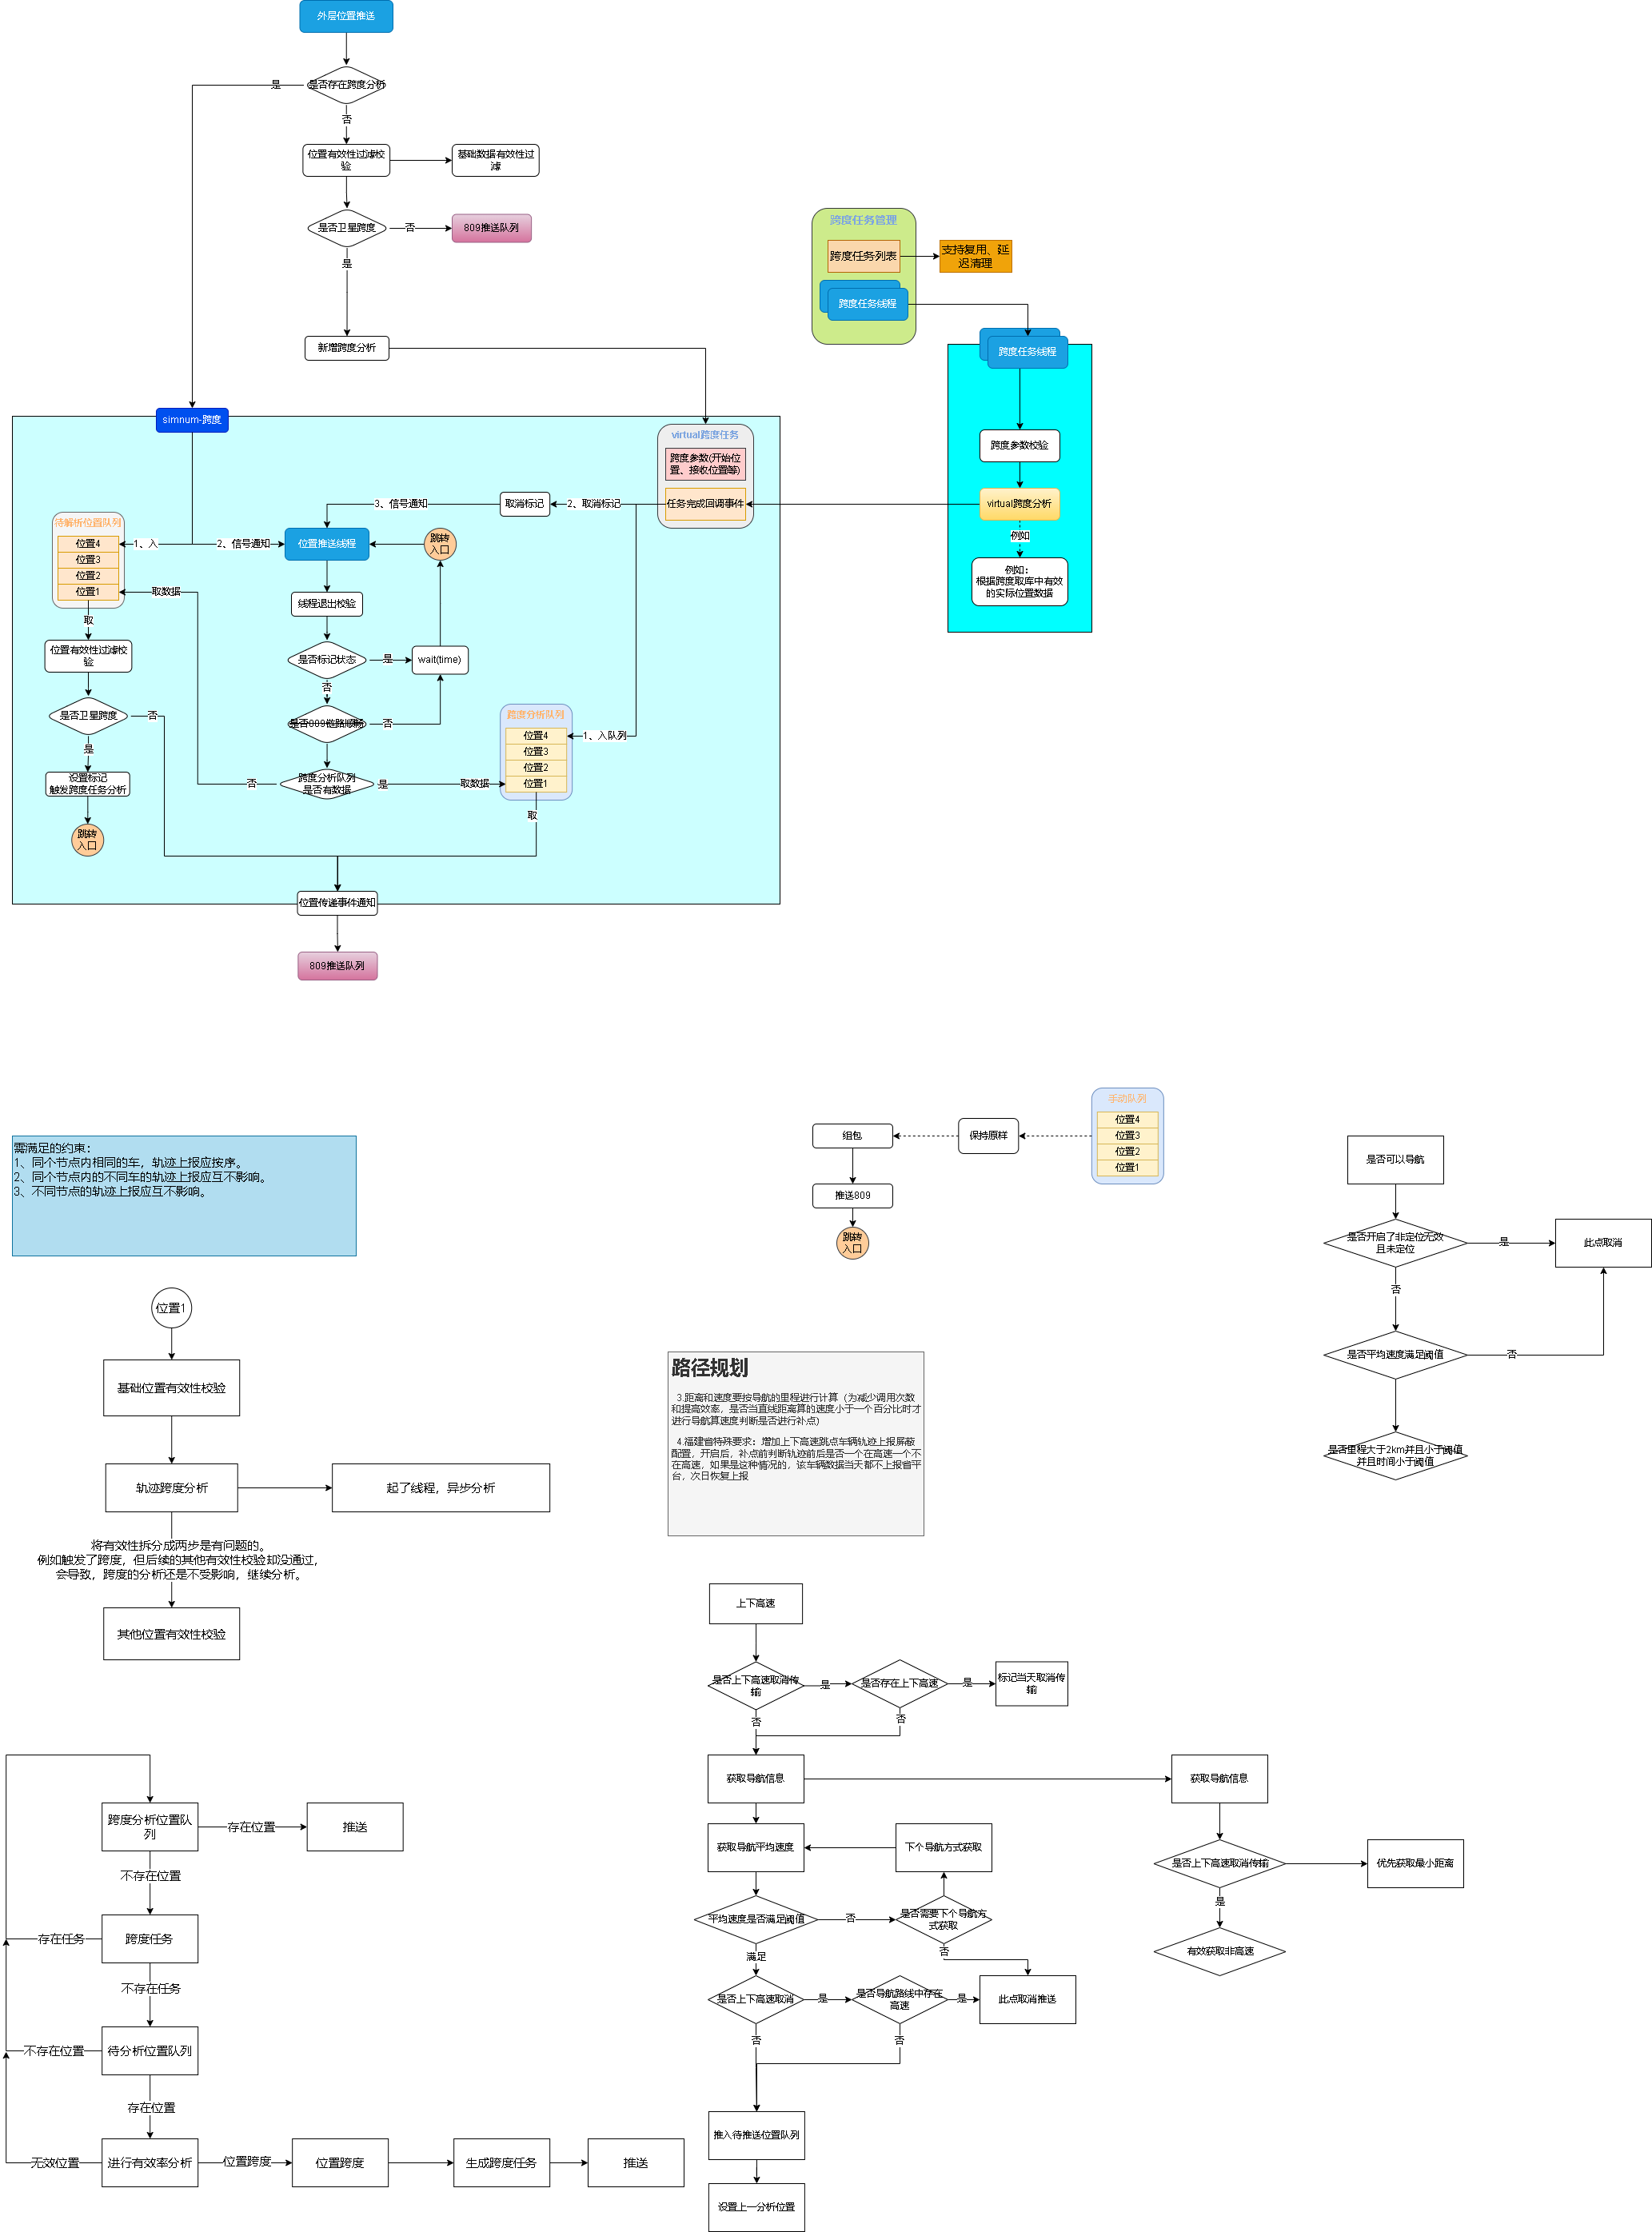 外层位置推送
是否存在跨度分析
是
否
位置有效性过滤校
验
基础数据有效性过
滤
是否卫星跨度
否
809推送队列
是
新增跨度分析
跨度任务管理
跨度任务列表
支持复用、延
迟清理
跨度任务线程
跨度任务线程
跨度参数校验
virtual跨度分析
例如
例如：
根据跨度取库中有效
的实际位置数据
simnum-跨度
virtual跨度任务
跨度参数(开始位
置、接收位置等)
任务完成回调事件
2、取消标记
取消标记
3、信号通知
待解析位置队列
位置4
位置3
位置2
位置1
1、入
2、信号通知
位置推送线程
跳转
入口
取数据
线程退出校验
取
位置有效性过滤校
验
是否标记状态
是
wait(time)
否
是否卫星跨度
否
是否809链路顺畅
否
跨度分析队列
位置4
位置3
位置2
位置1
1、入队列
是
设置标记
触发跨度任务分析
跨度分析队列
是否有数据
否
是
取数据
取
跳转
入口
位置传递事件通知
809推送队列
需满足的约束：
1、同个节点内相同的车，轨迹上报应按序。
2、同个节点内的不同车的轨迹上报应互不影响。
3、不同节点的轨迹上报应互不影响。
手动队列
位置4
位置3
位置2
位置1
保持原样
组包
推送809
跳转
入口
是否可以导航
是否开启了非定位无效
且未定位
是
此点取消
否
是否平均速度满足阈值
否
是否里程大于2km并且小于阈值
并且时间小于阈值
位置1
基础位置有效性校验
轨迹跨度分析
起了线程，异步分析
将有效性拆分成两步是有问题的。
例如触发了跨度，但后续的其他有效性校验却没通过，
会导致，跨度的分析还是不受影响，继续分析。
其他位置有效性校验
路径规划
3.距离和速度要按导航的里程进行计算（为减少调用次数
和提高效率，是否当直线距离算的速度小于一个百分比时才
进行导航算速度判断是否进行补点)
4.福建省特殊要求：增加上下高速跳点车辆轨迹上报屏蔽
配置，开启后，补点前判断轨迹前后是否一个在高速一个不
在高速，如果是这种情况的，该车辆数据当天都不上报省平
台，次日恢复上报
上下高速
是否上下高速取消传
输
是
是否存在上下高速
是
标记当天取消传
输
否
否
获取导航信息
获取导航信息
获取导航平均速度
下个导航方式获取
是否上下高速取消传输
优先获取最小距离
是
有效获取非高速
平均速度是否满足阈值
否
是否需要下个导航方
式获取
满足
否
是否上下高速取消
是
是否导航路线中存在
高速
是
此点取消推送
否
否
推入待推送位置队列
设置上一分析位置
跨度分析位置队
列
存在位置
推送
不存在位置
跨度任务
存在任务
不存在任务
待分析位置队列
不存在位置
存在位置
进行有效率分析
无效位置
位置跨度
位置跨度
生成跨度任务
推送